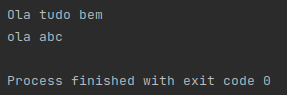 Ola tudo bem
ola abc
Process finished with exit code 0